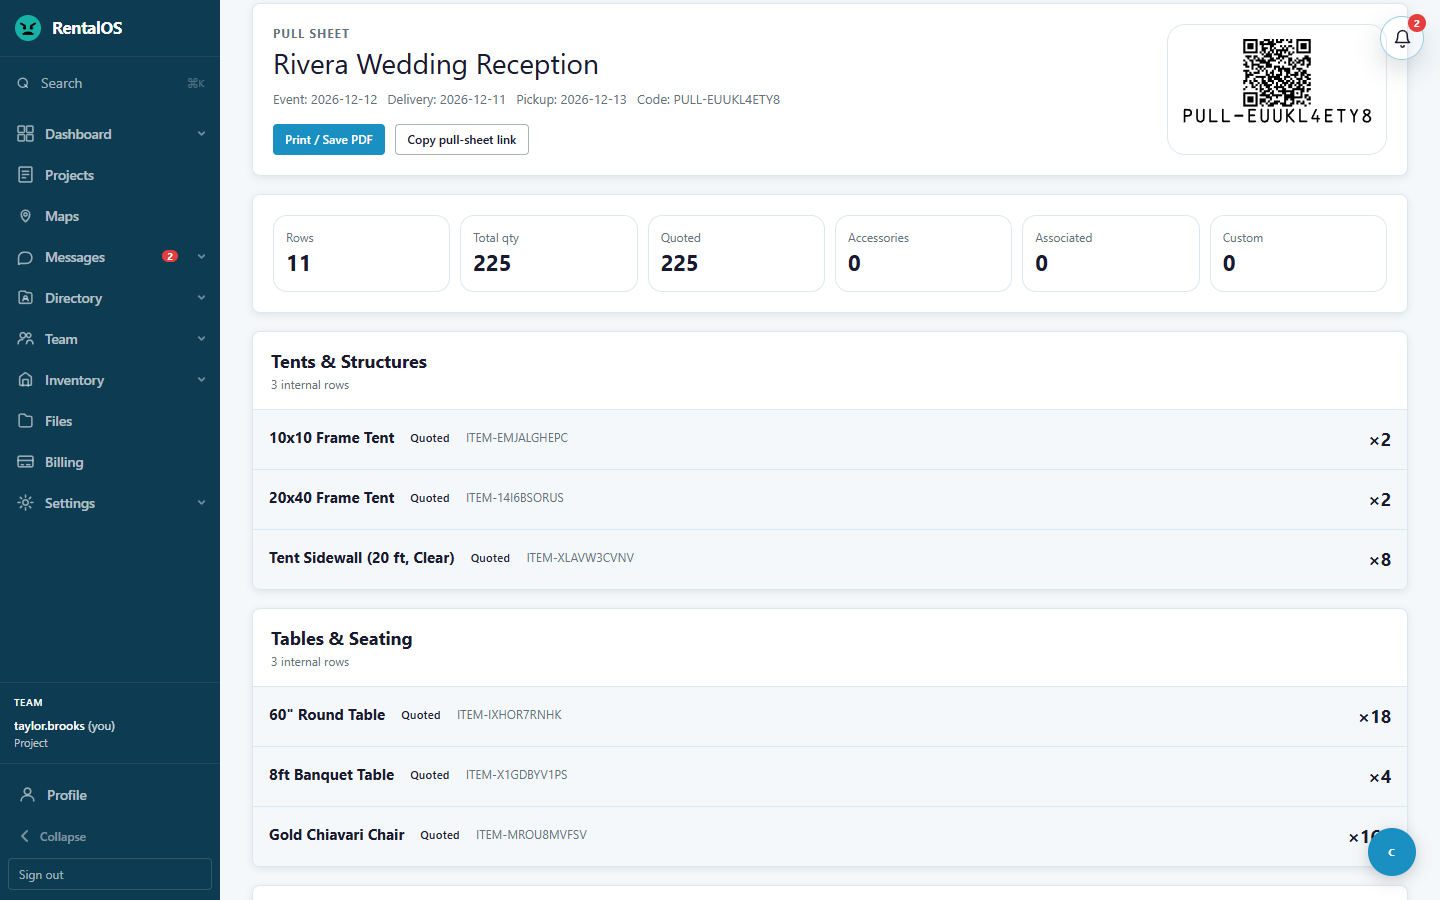 RentalOS
Search ⌘K
Dashboard
Projects
Maps
Messages 2
Directory
Team
Inventory
Files
Billing
Settings
TEAM
taylor.brooks (you)
Project
Profile
Collapse
Sign out
PULL SHEET
Rivera Wedding Reception
Event: 2026-12-12 Delivery: 2026-12-11 Pickup: 2026-12-13 Code: PULL-EUUKL4ETY8
Print / Save PDF
Copy pull-sheet link
PULL-EUUKL4ETY8
2
Rows
11
Total qty
225
Quoted
225
Accessories
0
Associated
0
Custom
0
Tents & Structures
3 internal rows
10x10 Frame Tent Quoted ITEM-EMJALGHEPC ×2
20x40 Frame Tent Quoted ITEM-14I6BSORUS ×2
Tent Sidewall (20 ft, Clear) Quoted ITEM-XLAVW3CVNV ×8
Tables & Seating
3 internal rows
60" Round Table Quoted ITEM-IXHOR7RNHK ×18
8ft Banquet Table Quoted ITEM-X1GDBYV1PS ×4
Gold Chiavari Chair Quoted ITEM-MROU8MVFSV
C